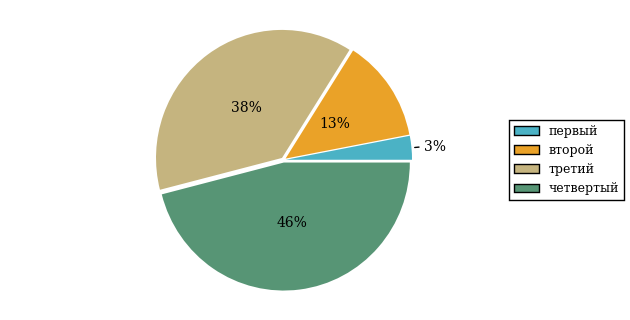 38%
13%
3%
46%
первый
второй
третий
четвертый